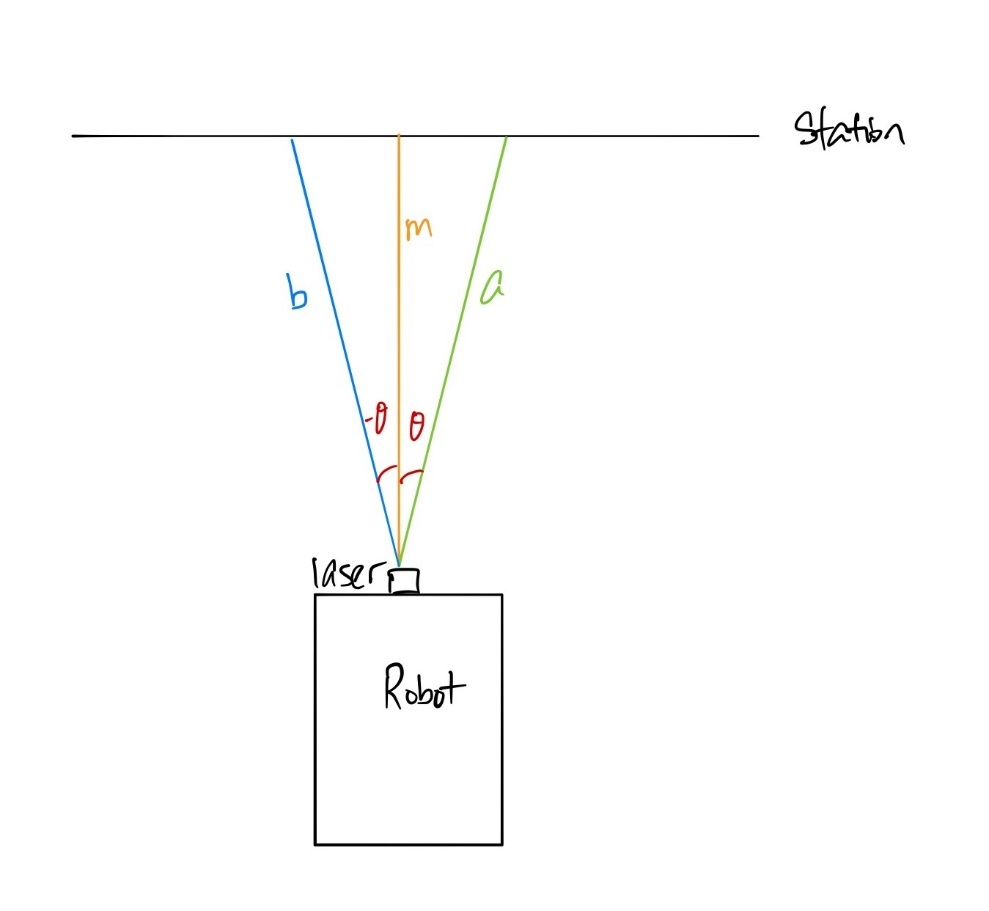 Station
m
b
a
-θ
θ
laser
Robot